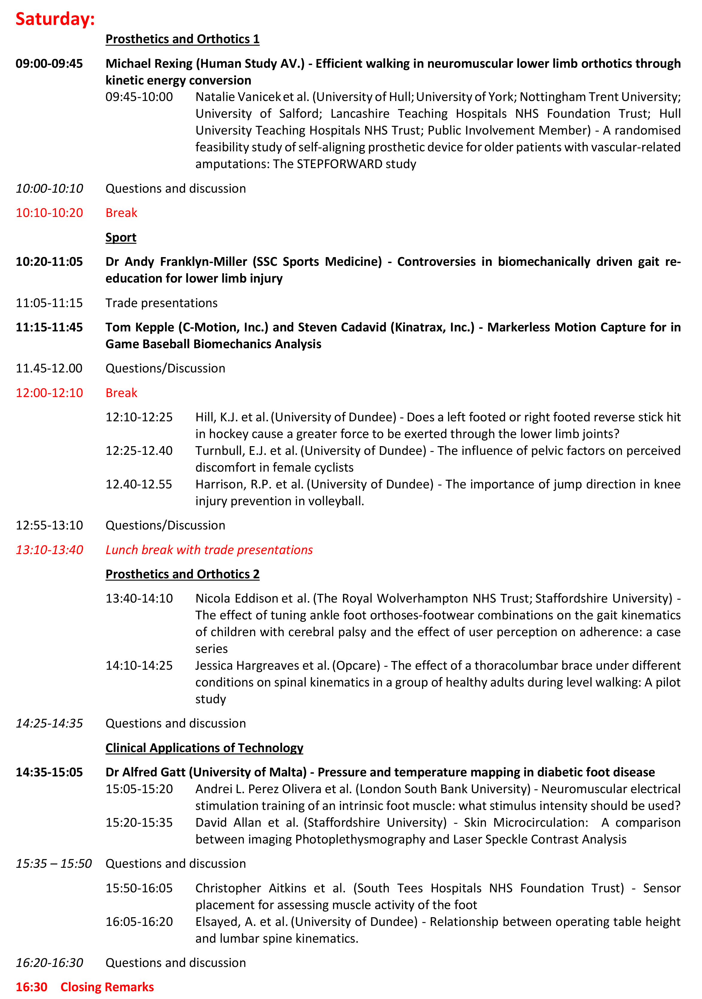 Saturday:
Prosthetics and Orthotics 1
09:00-09:45 Michael Rexing (Human Study AV.) - Efficient walking in neuromuscular lower limb orthotics through
kinetic energy conversion
09:45-10:00 Natalie Vanicek et al. (University of Hull; University of York; Nottingham Trent University;
University of Salford; Lancashire Teaching Hospitals NHS Foundation Trust; Hull
University Teaching Hospitals NHS Trust; Public Involvement Member) - A randomised
feasibility study of self-aligning prosthetic device for older patients with vascular-related
amputations: The STEPFORWARD study
10:00-10:10 Questions and discussion
10:10-10:20 Break
Sport
10:20-11:05 Dr Andy Franklyn-Miller (SSC Sports Medicine) - Controversies in biomechanically driven gait re-
education for lower limb injury
11:05-11:15 Trade presentations
11:15-11:45 Tom Kepple (C-Motion, Inc.) and Steven Cadavid (Kinatrax, Inc.) - Markerless Motion Capture for in
Game Baseball Biomechanics Analysis
11.45-12.00 Questions/Discussion
12:00-12:10 Break
12:10-12:25 Hill, K.J. et al. (University of Dundee) - Does a left footed or right footed reverse stick hit
in hockey cause a greater force to be exerted through the lower limb joints?
12:25-12.40 Turnbull, E.J. et al. (University of Dundee) - The influence of pelvic factors on perceived
discomfort in female cyclists
12.40-12.55 Harrison, R.P. et al. (University of Dundee) - The importance of jump direction in knee
injury prevention in volleyball.
12:55-13:10 Questions/Discussion
13:10-13:40 Lunch break with trade presentations
Prosthetics and Orthotics 2
13:40-14:10 Nicola Eddison et al. (The Royal Wolverhampton NHS Trust; Staffordshire University) -
The effect of tuning ankle foot orthoses-footwear combinations on the gait kinematics
of children with cerebral palsy and the effect of user perception on adherence: a case
series
14:10-14:25 Jessica Hargreaves et al. (Opcare) - The effect of a thoracolumbar brace under different
conditions on spinal kinematics in a group of healthy adults during level walking: A pilot
study
14:25-14:35 Questions and discussion
Clinical Applications of Technology
14:35-15:05 Dr Alfred Gatt (University of Malta) - Pressure and temperature mapping in diabetic foot disease
15:05-15:20 Andrei L. Perez Olivera et al. (London South Bank University) - Neuromuscular electrical
stimulation training of an intrinsic foot muscle: what stimulus intensity should be used?
15:20-15:35 David Allan et al. (Staffordshire University) - Skin Microcirculation: A comparison
between imaging Photoplethysmography and Laser Speckle Contrast Analysis
15:35 – 15:50 Questions and discussion
15:50-16:05 Christopher Aitkins et al. (South Tees Hospitals NHS Foundation Trust) - Sensor
placement for assessing muscle activity of the foot
16:05-16:20 Elsayed, A. et al. (University of Dundee) - Relationship between operating table height
and lumbar spine kinematics.
16:20-16:30 Questions and discussion
16:30 Closing Remarks